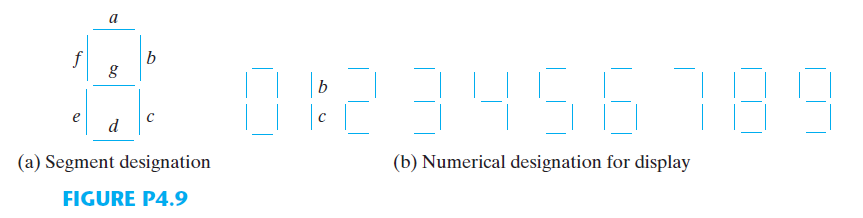 a
f
b
g
e
c
d
b
c
(a) Segment designation
(b) Numerical designation for display
FIGURE P4.9